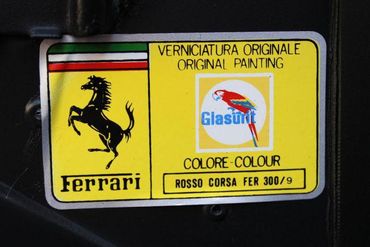 VERNICIATURA ORIGINALE
ORIGINAL PAINTING
Glasurit
COLORE-COLOUR
Ferrari
ROSSO CORSA FER 300/9